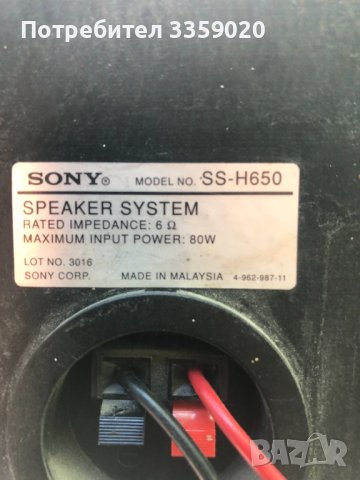 Потребител 3359020
SONY® MODEL NO. SS-H650
SPEAKER SYSTEM
RATED IMPEDANCE: 6 Ω
MAXIMUM INPUT POWER: 80W
LOT NO. 3016
SONY CORP. MADE IN MALAYSIA 4-962-987-11
BAZAR